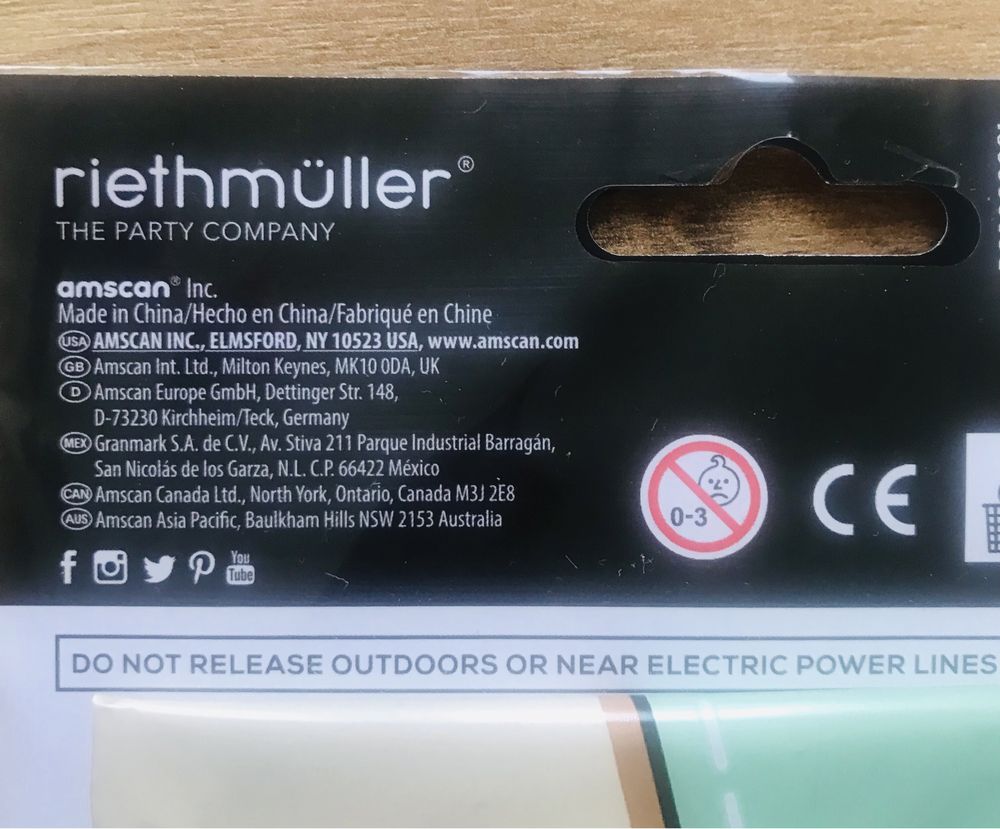 riethmüller®
THE PARTY COMPANY
amscan® Inc.
Made in China/Hecho en China/Fabriqué en Chine
USA AMSCAN INC., ELMSFORD, NY 10523 USA, www.amscan.com
GB Amscan Int. Ltd., Milton Keynes, MK10 0DA, UK
D Amscan Europe GmbH, Dettinger Str. 148,
D-73230 Kirchheim/Teck, Germany
MEX Granmark S.A. de C.V., Av. Stiva 211 Parque Industrial Barragán,
San Nicolás de los Garza, N.L. C.P. 66422 México
CAN Amscan Canada Ltd., North York, Ontario, Canada M3J 2E8
AUS Amscan Asia Pacific, Baulkham Hills NSW 2153 Australia
You Tube
0-3
CE
DO NOT RELEASE OUTDOORS OR NEAR ELECTRIC POWER LINES